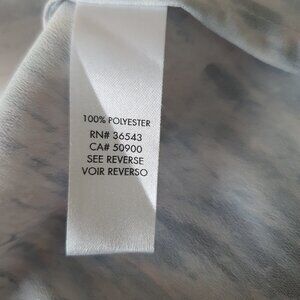 100% POLYESTER
RN# 36543
CA# 50900
SEE REVERSE
VOIR REVERSO